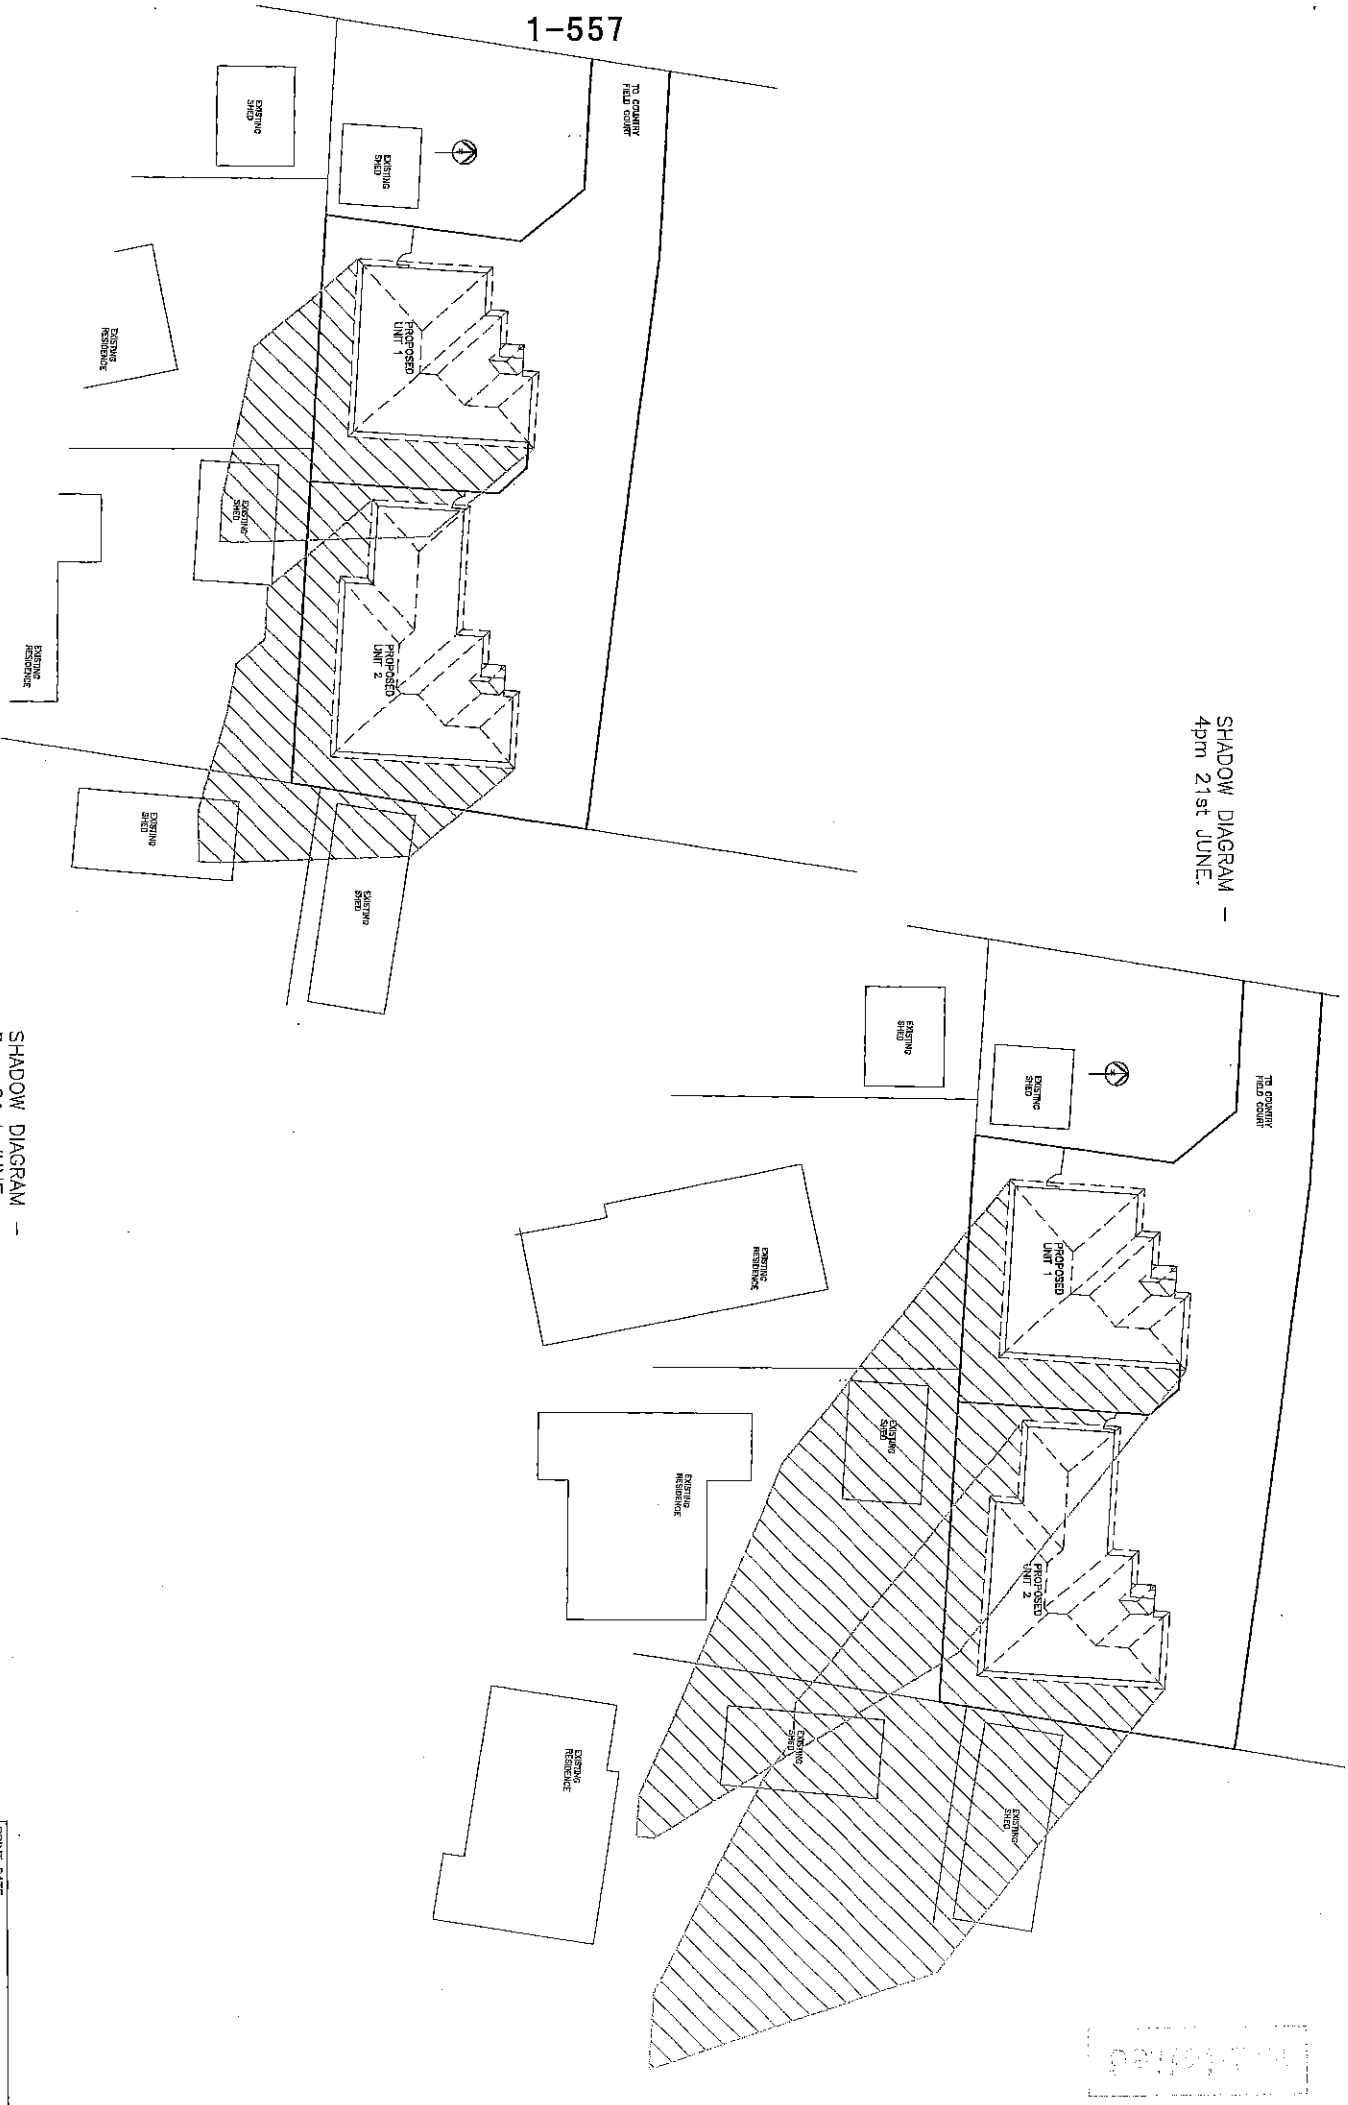 1-557
TO COUNTRY
FIELD COURT
EXISTING
SHED
EXISTING
SHED
PROPOSED
UNIT 1
EXISTING
RESIDENCE
EXISTING
SHED
PROPOSED
UNIT 2
EXISTING
RESIDENCE
EXISTING
SHED
EXISTING
SHED
SHADOW DIAGRAM -
4pm 21st JUNE.
TO COUNTRY
FIELD COURT
EXISTING
SHED
EXISTING
SHED
PROPOSED
UNIT 1
EXISTING
RESIDENCE
EXISTING
SHED
EXISTING
RESIDENCE
PROPOSED
UNIT 2
EXISTING
SHED
EXISTING
SHED
EXISTING
RESIDENCE
SHADOW DIAGRAM -